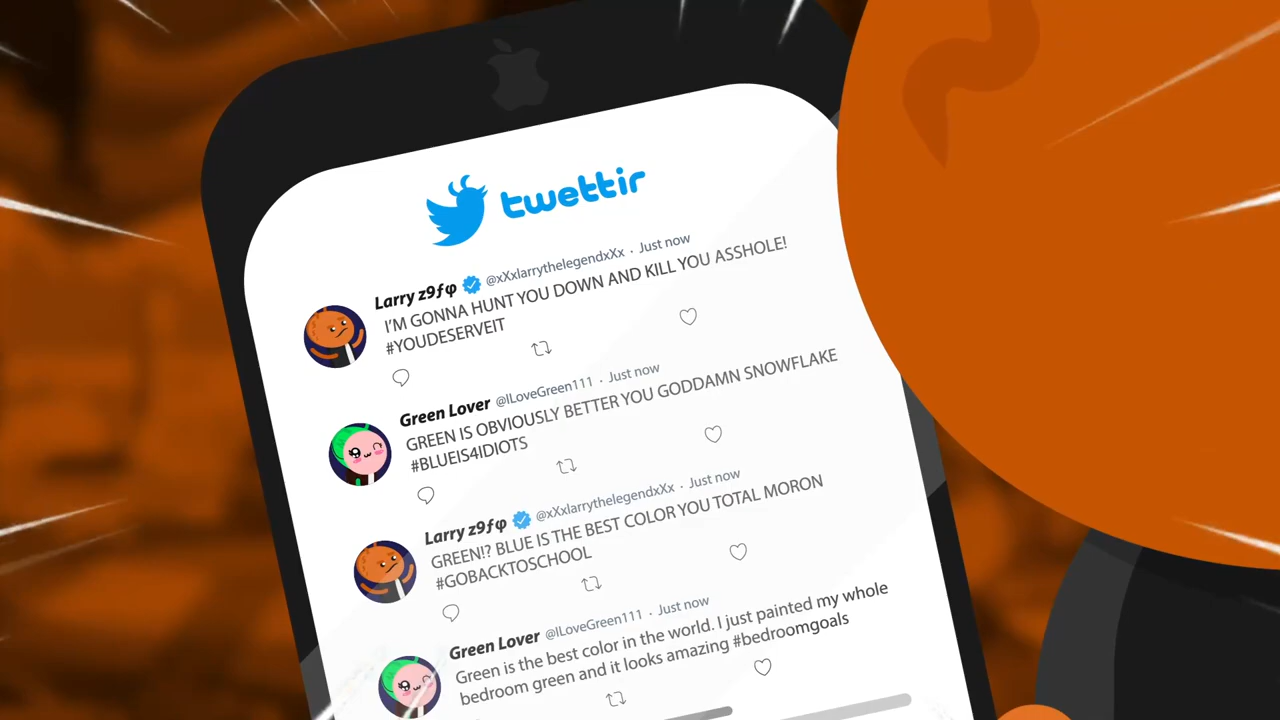 twettir
Larry z9ƒφ @xXxlarrythelegendxXx · Just now
I'M GONNA HUNT YOU DOWN AND KILL YOU ASSHOLE!
#YOUDESERVEIT
Green Lover @ILoveGreen111 · Just now
GREEN IS OBVIOUSLY BETTER YOU GODDAMN SNOWFLAKE
#BLUEIS4IDIOTS
Larry z9ƒφ @xXxlarrythelegendxXx · Just now
GREEN!? BLUE IS THE BEST COLOR YOU TOTAL MORON
#GOBACKTOSCHOOL
Green Lover @ILoveGreen111 · Just now
Green is the best color in the world. I just painted my whole
bedroom green and it looks amazing #bedroomgoals